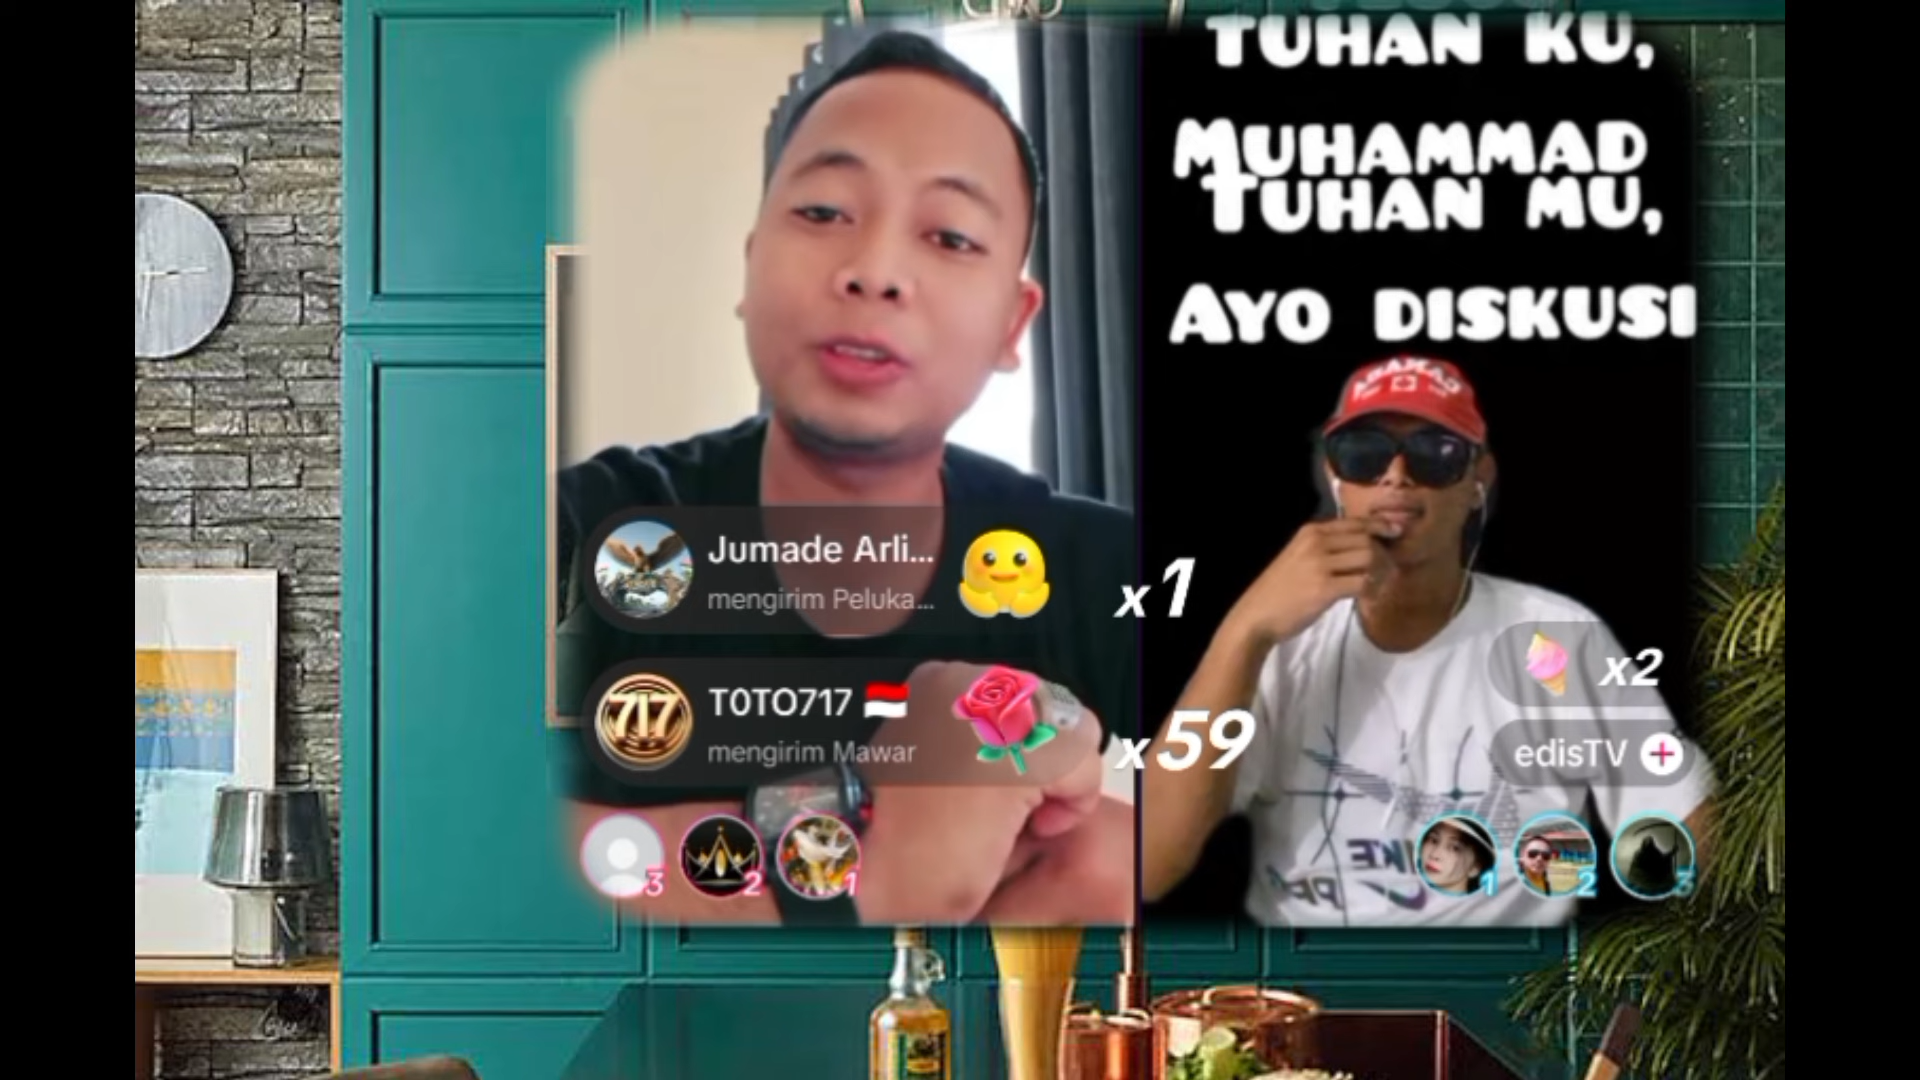 TUHAN KU,
MUHAMMAD
TUHAN MU,
AYO DISKUSI
Jumade Arli...
mengirim Peluka...
x1
717
T0TO717
mengirim Mawar
x59
x2
edisTV
3
2
1
1
2
3